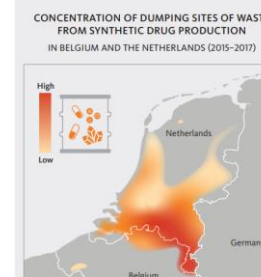 CONCENTRATION OF DUMPING SITES OF WAST
FROM SYNTHETIC DRUG PRODUCTION
IN BELGIUM AND THE NETHERLANDS (2015–2017)
High
Low
Netherlands
German
Belgium